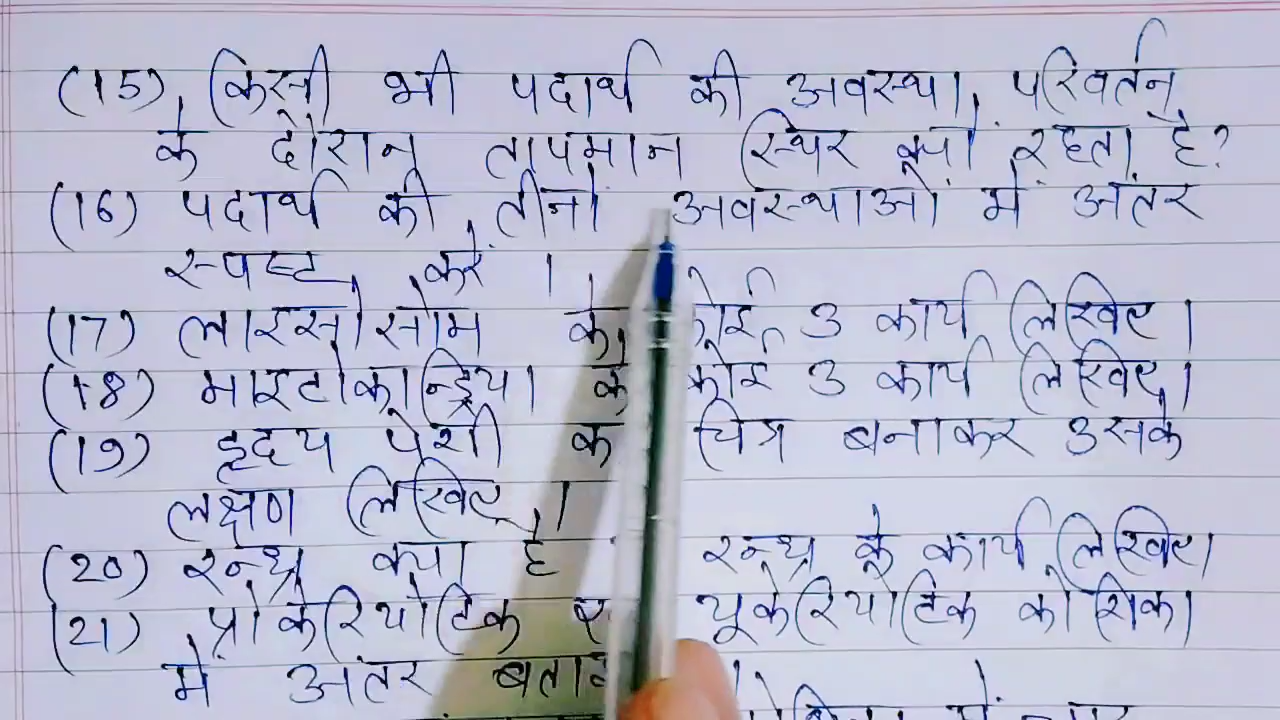 (15) किसी भी पदार्थ की अवस्था परिवर्तन
के दौरान तापमान स्थिर क्यों रहता है?
(16) पदार्थ की तीनों अवस्थाओं में अंतर
स्पष्ट करें ।
(17) लाइसोसोम के कोई 3 कार्य लिखिए।
(18) माइटोकान्ड्रिया के कोई 3 कार्य लिखिए।
(19) हृदय पेशी का चित्र बनाकर उसके
लक्षण लिखिए ।
(20) रन्ध्र क्या है रन्ध्र के कार्य लिखिए।
(21) प्रोकेरियोटिक यूकेरियोटिक कोशिका
में अंतर
में